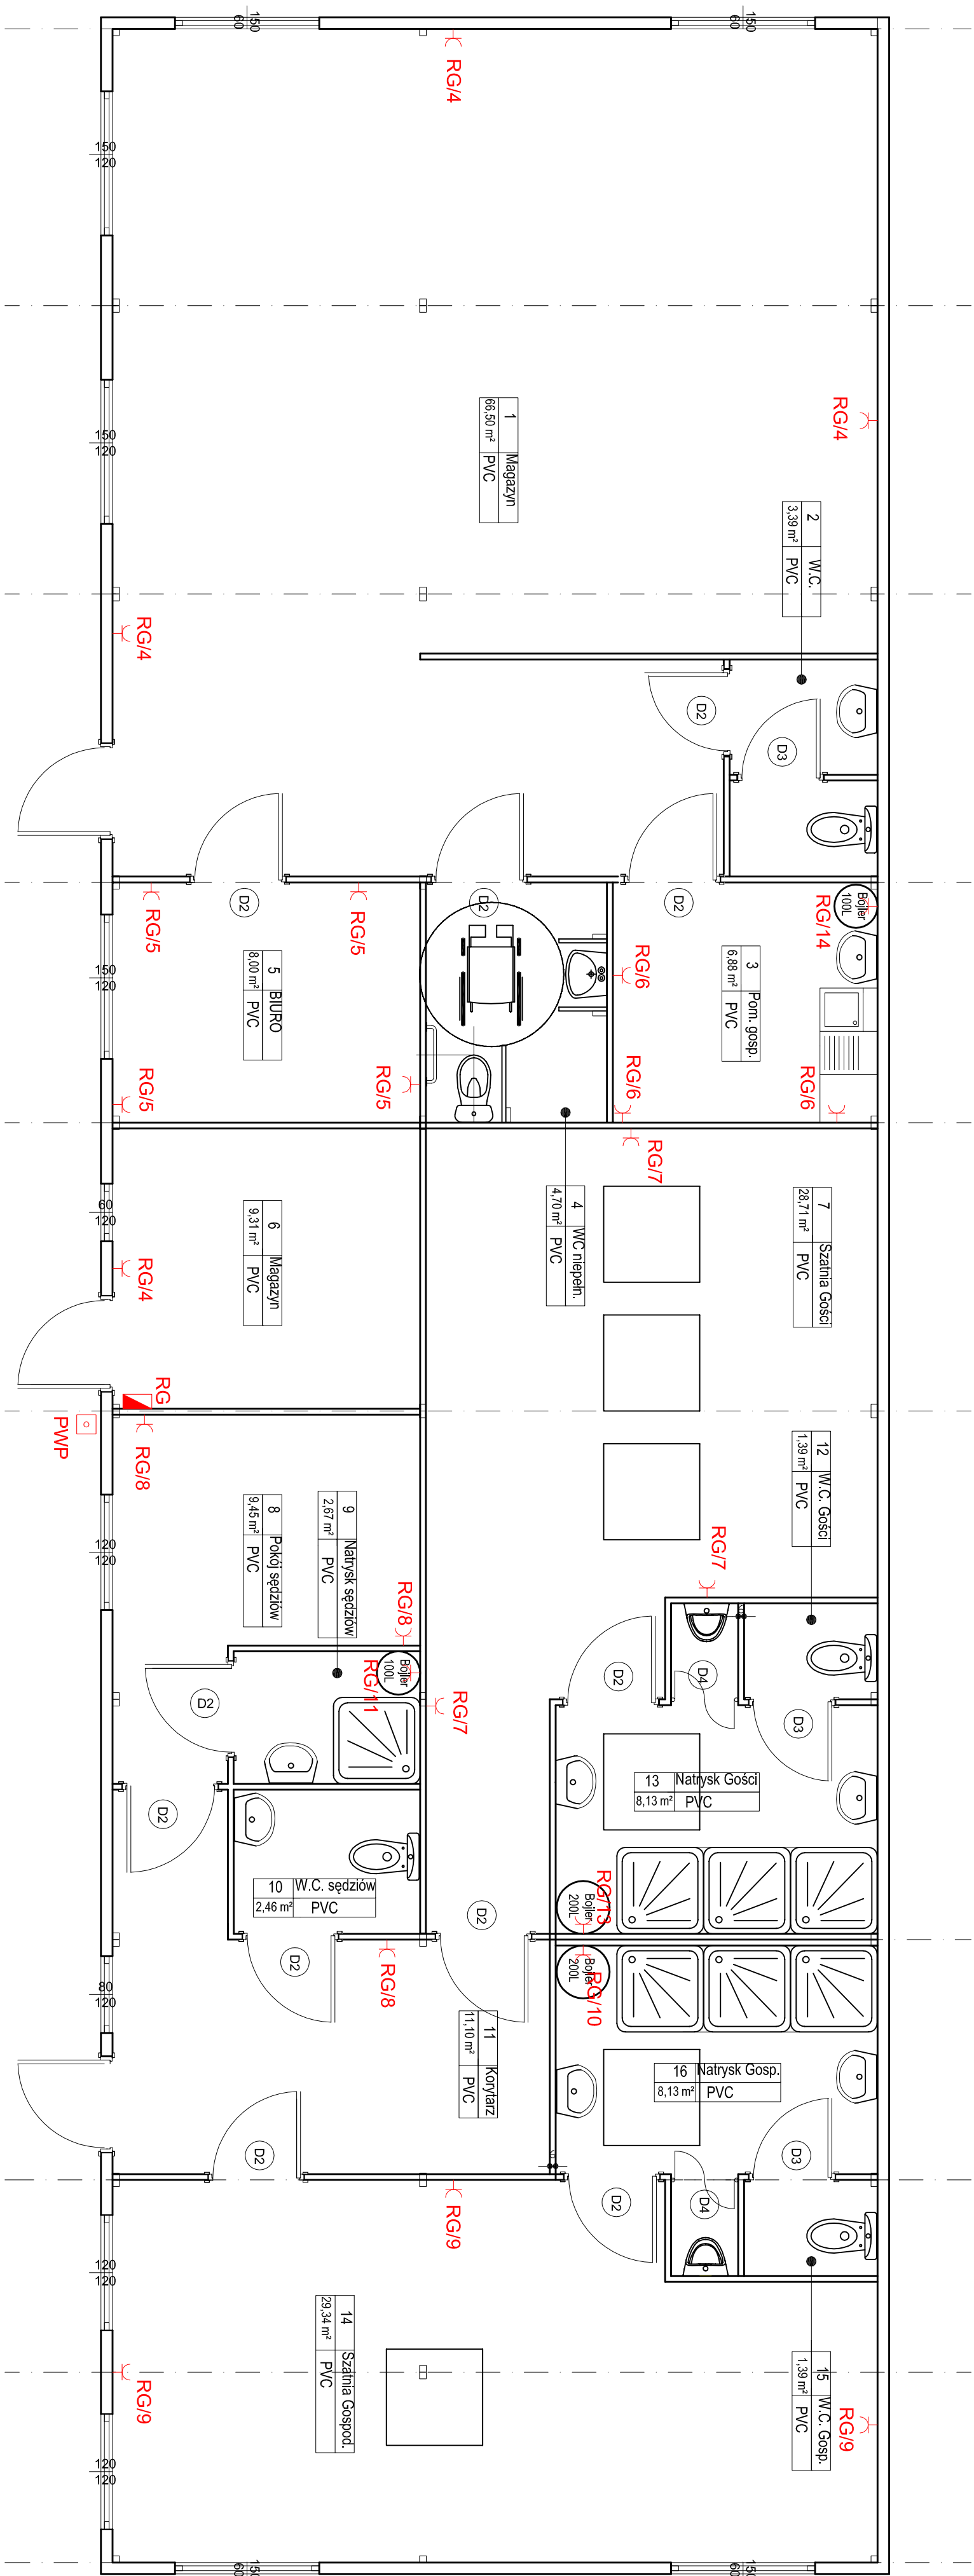 150
60
150
60
RG/4
150
120
RG/4
1 Magazyn
66,50 m² PVC
150
120
2 W.C.
3,39 m² PVC
RG/4
D2
D3
D2
D2
D2
Bojler
100L
RG/14
RG/5
RG/5
RG/6
3 Pom. gosp.
6,88 m² PVC
5 BIURO
8,00 m² PVC
150
120
RG/5
RG/5
RG/6
RG/6
RG/7
4 WC niepełn.
4,70 m² PVC
7 Szatnia Gości
28,71 m² PVC
6 Magazyn
9,31 m² PVC
60
120
RG/4
RG
PWP
RG/8
12 W.C. Gości
1,39 m² PVC
9 Natrysk sędziów
2,67 m² PVC
8 Pokój sędziów
9,45 m² PVC
120
120
RG/7
RG/8
Bojler
100L
RG/11
RG/7
D2
D4
D3
D2
D2
13 Natrysk Gości
8,13 m² PVC
10 W.C. sędziów
2,46 m² PVC
RG/13
Bojler
200L
D2
D2
RG/8
Bojler
200L
RG/10
80
120
11 Korytarz
11,10 m² PVC
16 Natrysk Gosp.
8,13 m² PVC
D2
D3
D2
D4
RG/9
120
120
14 Szatnia Gospod.
29,34 m² PVC
15 W.C. Gosp.
1,39 m² PVC
RG/9
RG/9
120
120
150
60
150
60